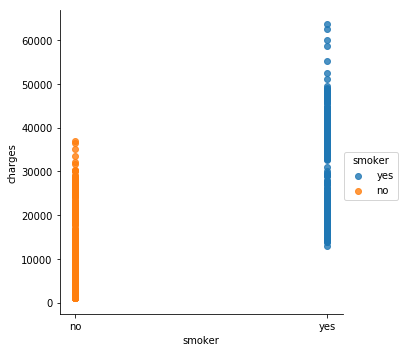 60000
50000
40000
30000
20000
10000
0
charges
no
yes
smoker
smoker
yes
no